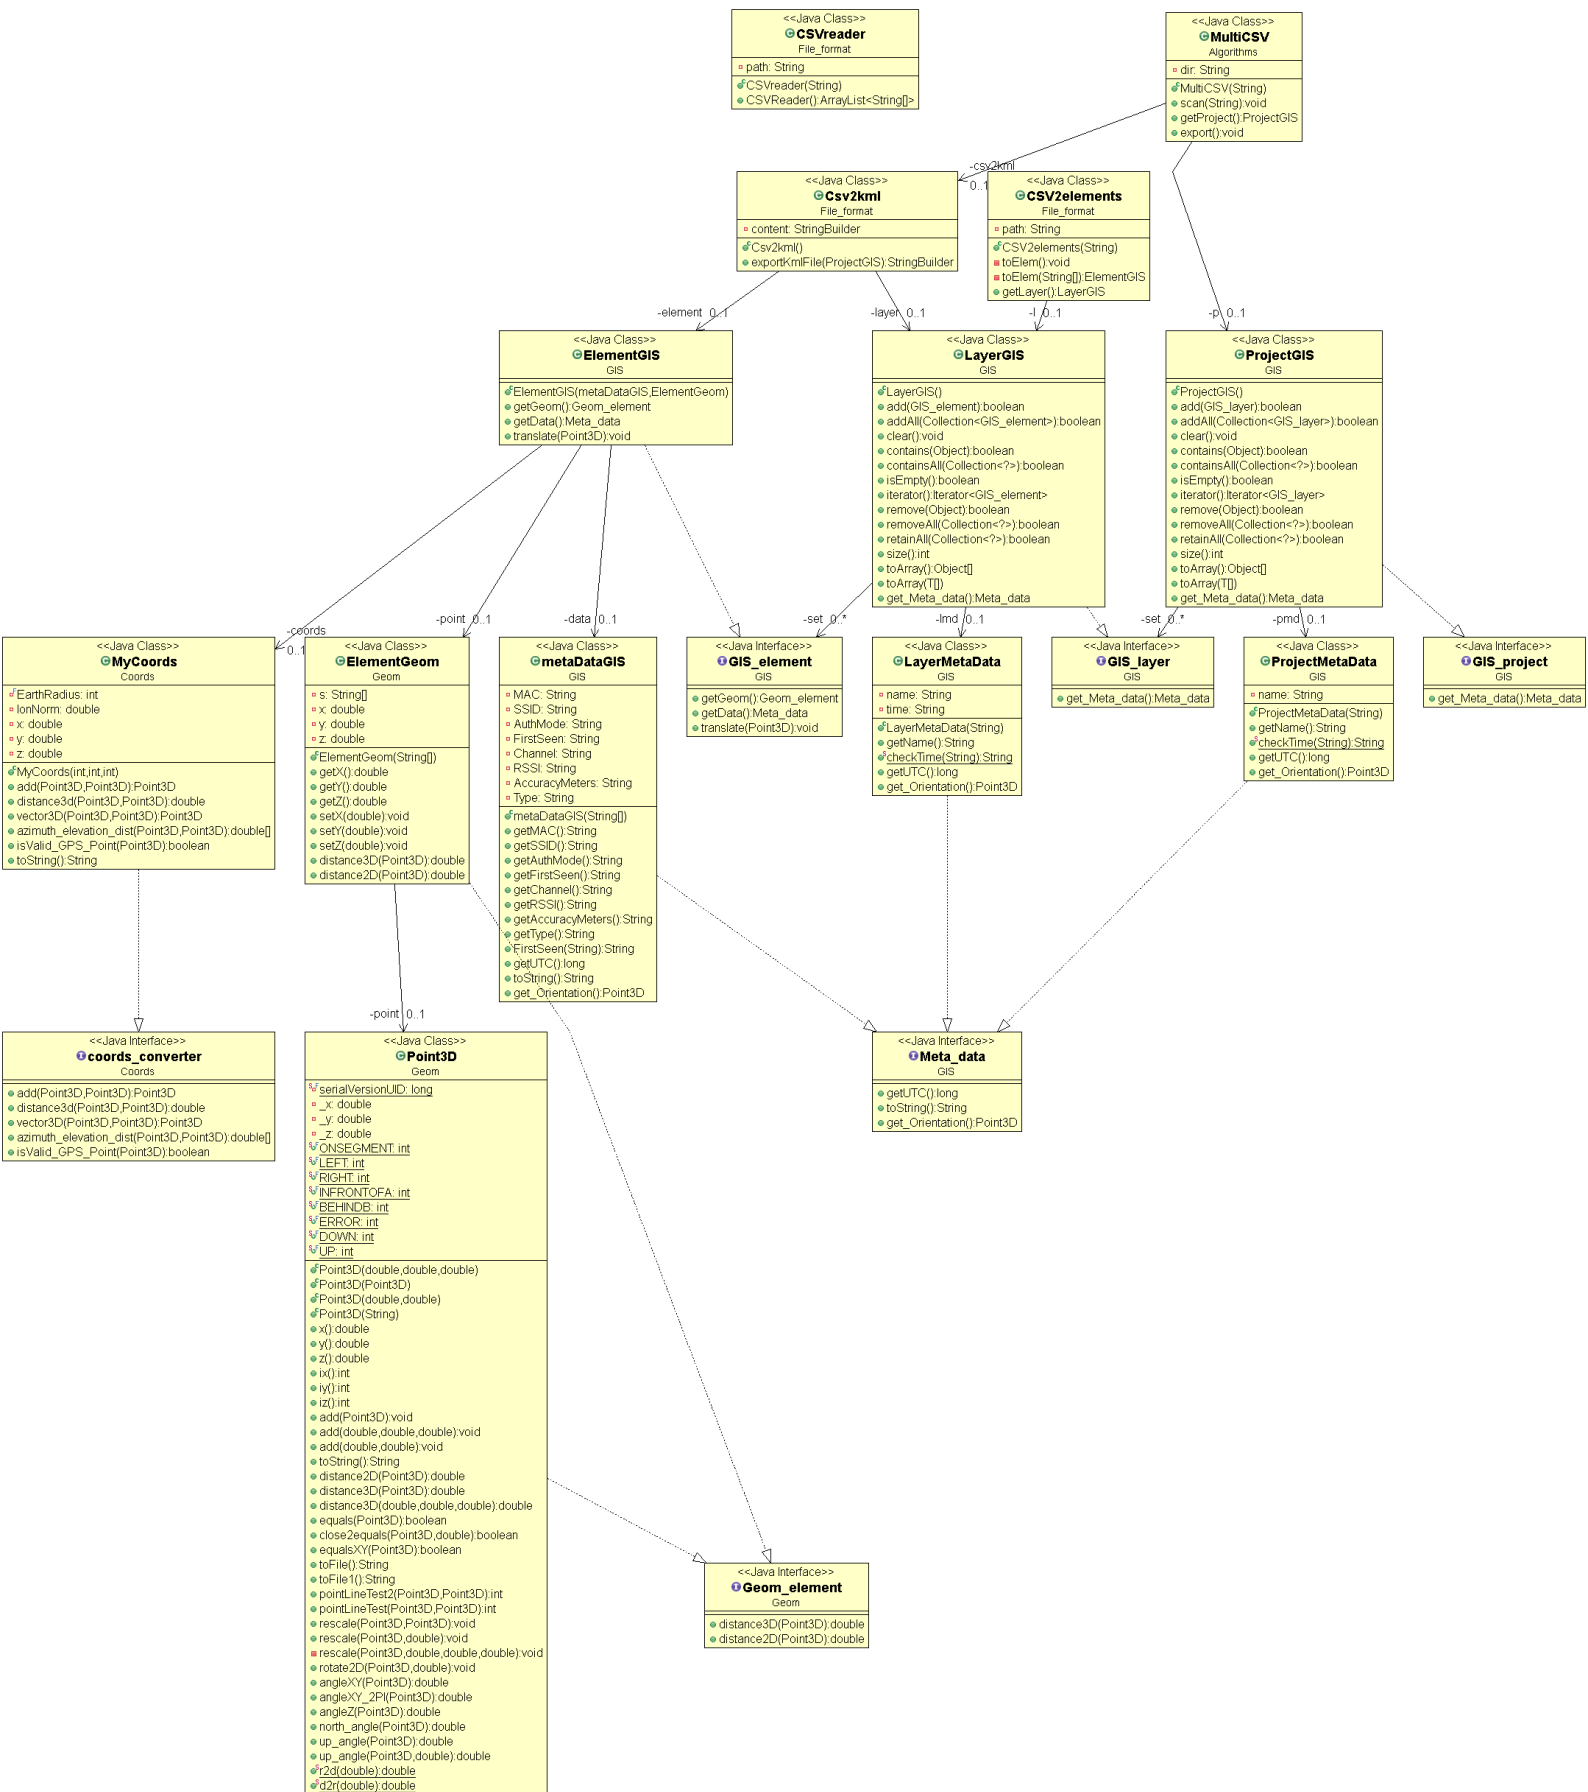 <<Java Class>>
CSVreader
File_format
path: String
CSVreader(String)
CSVReader():ArrayList<String[]>
<<Java Class>>
MultiCSV
Algorithms
dir: String
MultiCSV(String)
scan(String):void
getProject():ProjectGIS
export():void
-csv2kml
0..1
<<Java Class>>
Csv2kml
File_format
content: StringBuilder
Csv2kml()
exportKmlFile(ProjectGIS):StringBuilder
<<Java Class>>
CSV2elements
File_format
path: String
CSV2elements(String)
toElem():void
toElem(String[]):ElementGIS
getLayer():LayerGIS
-element 0..1
-layer 0..1
-l 0..1
-p 0..1
<<Java Class>>
ElementGIS
GIS
ElementGIS(metaDataGIS,ElementGeom)
getGeom():Geom_element
getData():Meta_data
translate(Point3D):void
<<Java Class>>
LayerGIS
GIS
LayerGIS()
add(GIS_element):boolean
addAll(Collection<GIS_element>):boolean
clear():void
contains(Object):boolean
containsAll(Collection<?>):boolean
isEmpty():boolean
iterator():Iterator<GIS_element>
remove(Object):boolean
removeAll(Collection<?>):boolean
retainAll(Collection<?>):boolean
size():int
toArray():Object[]
toArray(T[])
get_Meta_data():Meta_data
<<Java Class>>
ProjectGIS
GIS
ProjectGIS()
add(GIS_layer):boolean
addAll(Collection<GIS_layer>):boolean
clear():void
contains(Object):boolean
containsAll(Collection<?>):boolean
isEmpty():boolean
iterator():Iterator<GIS_layer>
remove(Object):boolean
removeAll(Collection<?>):boolean
retainAll(Collection<?>):boolean
size():int
toArray():Object[]
toArray(T[])
get_Meta_data():Meta_data
-coords
0..1
-point 0..1
-data 0..1
-set 0..*
-lmd 0..1
-set 0..*
-pmd 0..1
<<Java Class>>
MyCoords
Coords
EarthRadius: int
lonNorm: double
x: double
y: double
z: double
MyCoords(int,int,int)
add(Point3D,Point3D):Point3D
distance3d(Point3D,Point3D):double
vector3D(Point3D,Point3D):Point3D
azimuth_elevation_dist(Point3D,Point3D):double[]
isValid_GPS_Point(Point3D):boolean
toString():String
<<Java Class>>
ElementGeom
Geom
s: String[]
x: double
y: double
z: double
ElementGeom(String[])
getX():double
getY():double
getZ():double
setX(double):void
setY(double):void
setZ(double):void
distance3D(Point3D):double
distance2D(Point3D):double
<<Java Class>>
metaDataGIS
GIS
MAC: String
SSID: String
AuthMode: String
FirstSeen: String
Channel: String
RSSI: String
AccuracyMeters: String
Type: String
metaDataGIS(String[])
getMAC():String
getSSID():String
getAuthMode():String
getFirstSeen():String
getChannel():String
getRSSI():String
getAccuracyMeters():String
getType():String
FirstSeen(String):String
getUTC():long
toString():String
get_Orientation():Point3D
<<Java Interface>>
GIS_element
GIS
getGeom():Geom_element
getData():Meta_data
translate(Point3D):void
<<Java Class>>
LayerMetaData
GIS
name: String
time: String
LayerMetaData(String)
getName():String
checkTime(String):String
getUTC():long
get_Orientation():Point3D
<<Java Interface>>
GIS_layer
GIS
get_Meta_data():Meta_data
<<Java Class>>
ProjectMetaData
GIS
name: String
ProjectMetaData(String)
getName():String
checkTime(String):String
getUTC():long
get_Orientation():Point3D
<<Java Interface>>
GIS_project
GIS
get_Meta_data():Meta_data
-point 0..1
<<Java Interface>>
coords_converter
Coords
add(Point3D,Point3D):Point3D
distance3d(Point3D,Point3D):double
vector3D(Point3D,Point3D):Point3D
azimuth_elevation_dist(Point3D,Point3D):double[]
isValid_GPS_Point(Point3D):boolean
<<Java Class>>
Point3D
Geom
serialVersionUID: long
_x: double
_y: double
_z: double
ONSEGMENT: int
LEFT: int
RIGHT: int
INFRONTOFA: int
BEHINDB: int
ERROR: int
DOWN: int
UP: int
Point3D(double,double,double)
Point3D(Point3D)
Point3D(double,double)
Point3D(String)
x():double
y():double
z():double
ix():int
iy():int
iz():int
add(Point3D):void
add(double,double,double):void
add(double,double):void
toString():String
distance2D(Point3D):double
distance3D(Point3D):double
distance3D(double,double,double):double
equals(Point3D):boolean
close2equals(Point3D,double):boolean
equalsXY(Point3D):boolean
toFile():String
toFile1():String
pointLineTest2(Point3D,Point3D):int
pointLineTest(Point3D,Point3D):int
rescale(Point3D,Point3D):void
rescale(Point3D,double):void
rescale(Point3D,double,double,double):void
rotate2D(Point3D,double):void
angleXY(Point3D):double
angleXY_2PI(Point3D):double
angleZ(Point3D):double
north_angle(Point3D):double
up_angle(Point3D):double
up_angle(Point3D,double):double
r2d(double):double
d2r(double):double
<<Java Interface>>
Meta_data
GIS
getUTC():long
toString():String
get_Orientation():Point3D
<<Java Interface>>
Geom_element
Geom
distance3D(Point3D):double
distance2D(Point3D):double